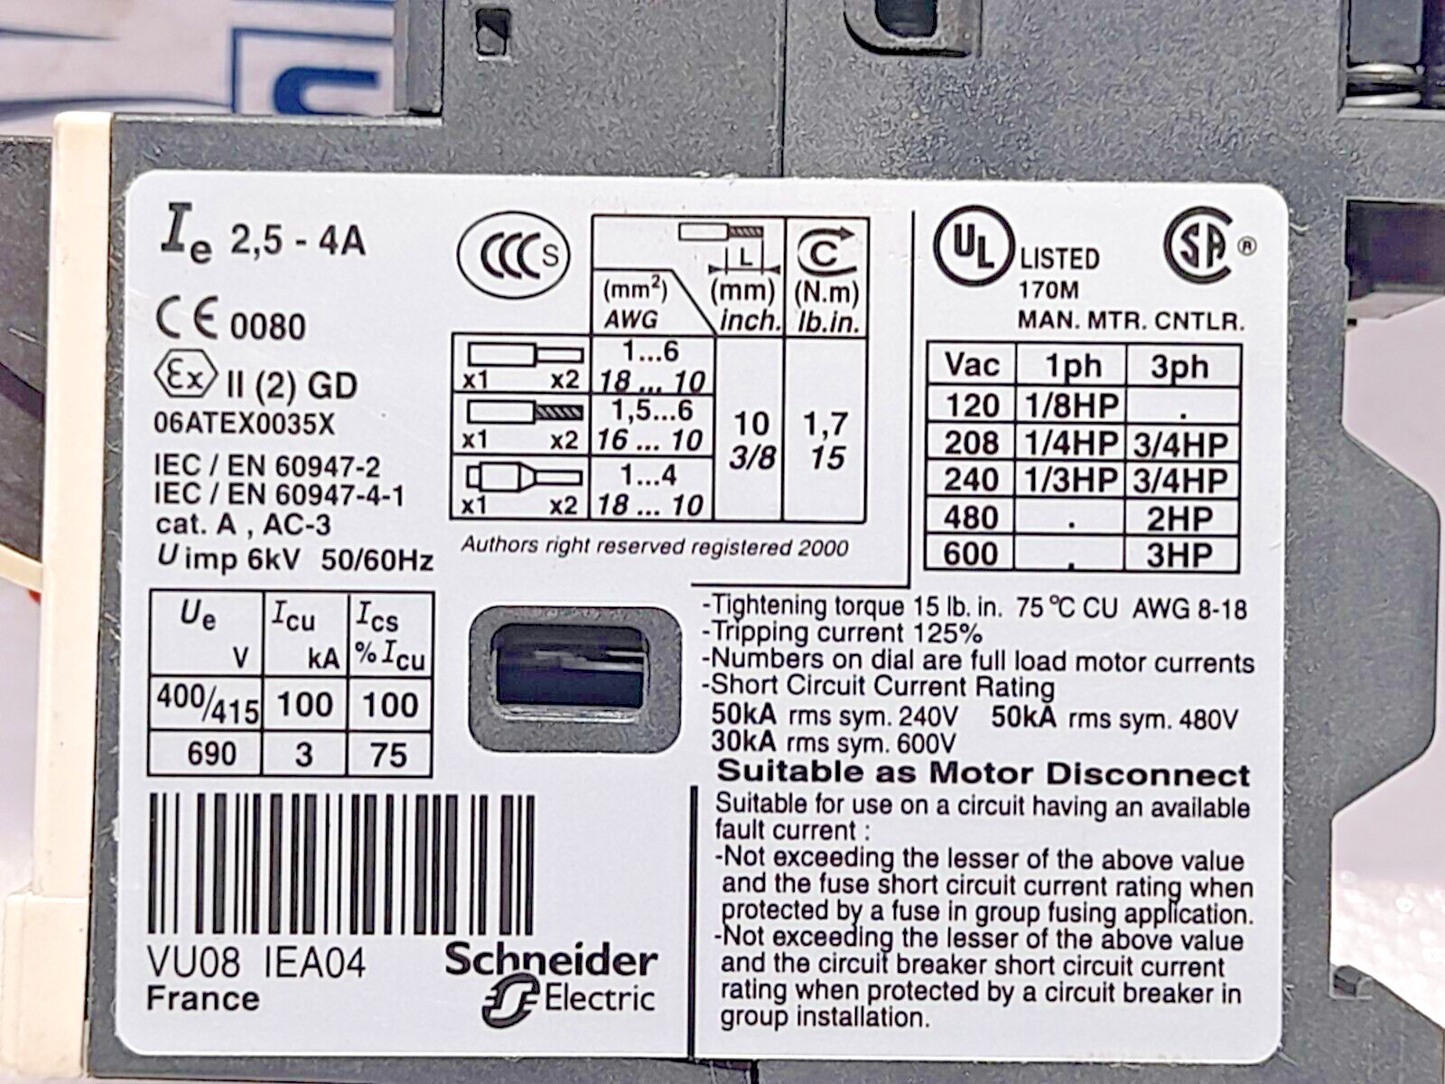 Ie 2,5 - 4A
CE 0080
Ex II (2) GD
06ATEX0035X
IEC / EN 60947-2
IEC / EN 60947-4-1
cat. A , AC-3
U imp 6kV 50/60Hz
Ue V Icu kA Ics % Icu
400/415 100 100
690 3 75
VU08 IEA04
France
Schneider
Electric
CCC S
L
(mm²) (mm) (N.m)
AWG inch. lb.in.
1...6
x1 x2 18 ... 10
1,5...6
x1 x2 16 ... 10
1...4
x1 x2 18 ... 10
10 1,7
3/8 15
Authors right reserved registered 2000
UL LISTED SA ®
170M
MAN. MTR. CNTLR.
Vac 1ph 3ph
120 1/8HP .
208 1/4HP 3/4HP
240 1/3HP 3/4HP
480 . 2HP
600 . 3HP
-Tightening torque 15 lb. in. 75 °C CU AWG 8-18
-Tripping current 125%
-Numbers on dial are full load motor currents
-Short Circuit Current Rating
50kA rms sym. 240V 50kA rms sym. 480V
30kA rms sym. 600V
Suitable as Motor Disconnect
Suitable for use on a circuit having an available
fault current :
-Not exceeding the lesser of the above value
and the fuse short circuit current rating when
protected by a fuse in group fusing application.
-Not exceeding the lesser of the above value
and the circuit breaker short circuit current
rating when protected by a circuit breaker in
group installation.